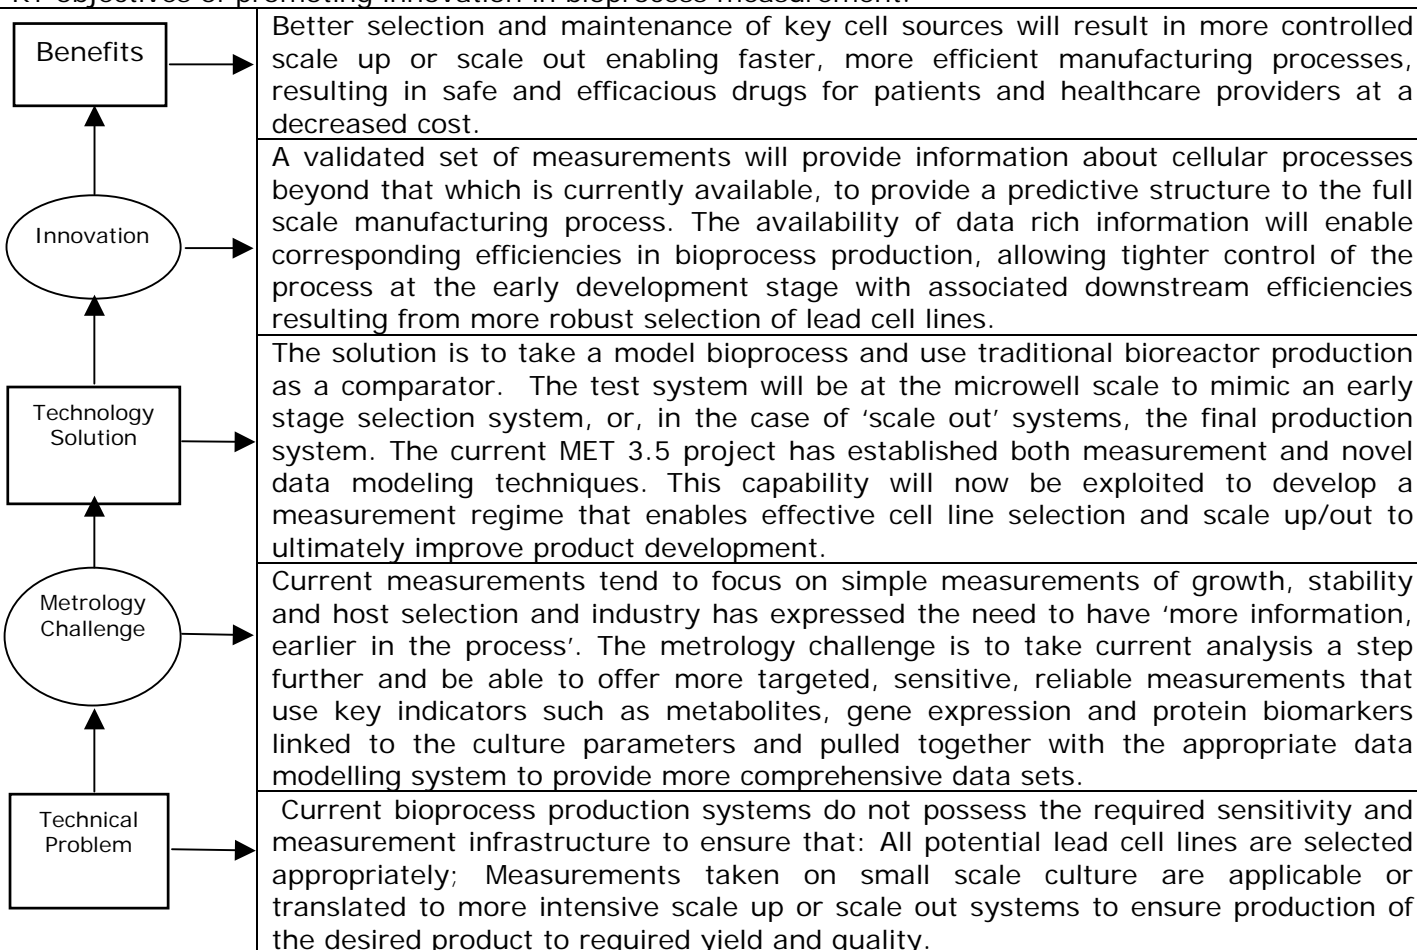 KT objectives of promoting innovation in bioprocess measurement.
Benefits
Better selection and maintenance of key cell sources will result in more controlled
scale up or scale out enabling faster, more efficient manufacturing processes,
resulting in safe and efficacious drugs for patients and healthcare providers at a
decreased cost.
Innovation
A validated set of measurements will provide information about cellular processes
beyond that which is currently available, to provide a predictive structure to the full
scale manufacturing process. The availability of data rich information will enable
corresponding efficiencies in bioprocess production, allowing tighter control of the
process at the early development stage with associated downstream efficiencies
resulting from more robust selection of lead cell lines.
Technology
Solution
The solution is to take a model bioprocess and use traditional bioreactor production
as a comparator.  The test system will be at the microwell scale to mimic an early
stage selection system, or, in the case of ‘scale out’ systems, the final production
system. The current MET 3.5 project has established both measurement and novel
data modeling techniques. This capability will now be exploited to develop a
measurement regime that enables effective cell line selection and scale up/out to
ultimately improve product development.
Metrology
Challenge
Current measurements tend to focus on simple measurements of growth, stability
and host selection and industry has expressed the need to have ‘more information,
earlier in the process’. The metrology challenge is to take current analysis a step
further and be able to offer more targeted, sensitive, reliable measurements that
use key indicators such as metabolites, gene expression and protein biomarkers
linked to the culture parameters and pulled together with the appropriate data
modelling system to provide more comprehensive data sets.
Technical
Problem
Current bioprocess production systems do not possess the required sensitivity and
measurement infrastructure to ensure that: All potential lead cell lines are selected
appropriately; Measurements taken on small scale culture are applicable or
translated to more intensive scale up or scale out systems to ensure production of
the desired product to required yield and quality.